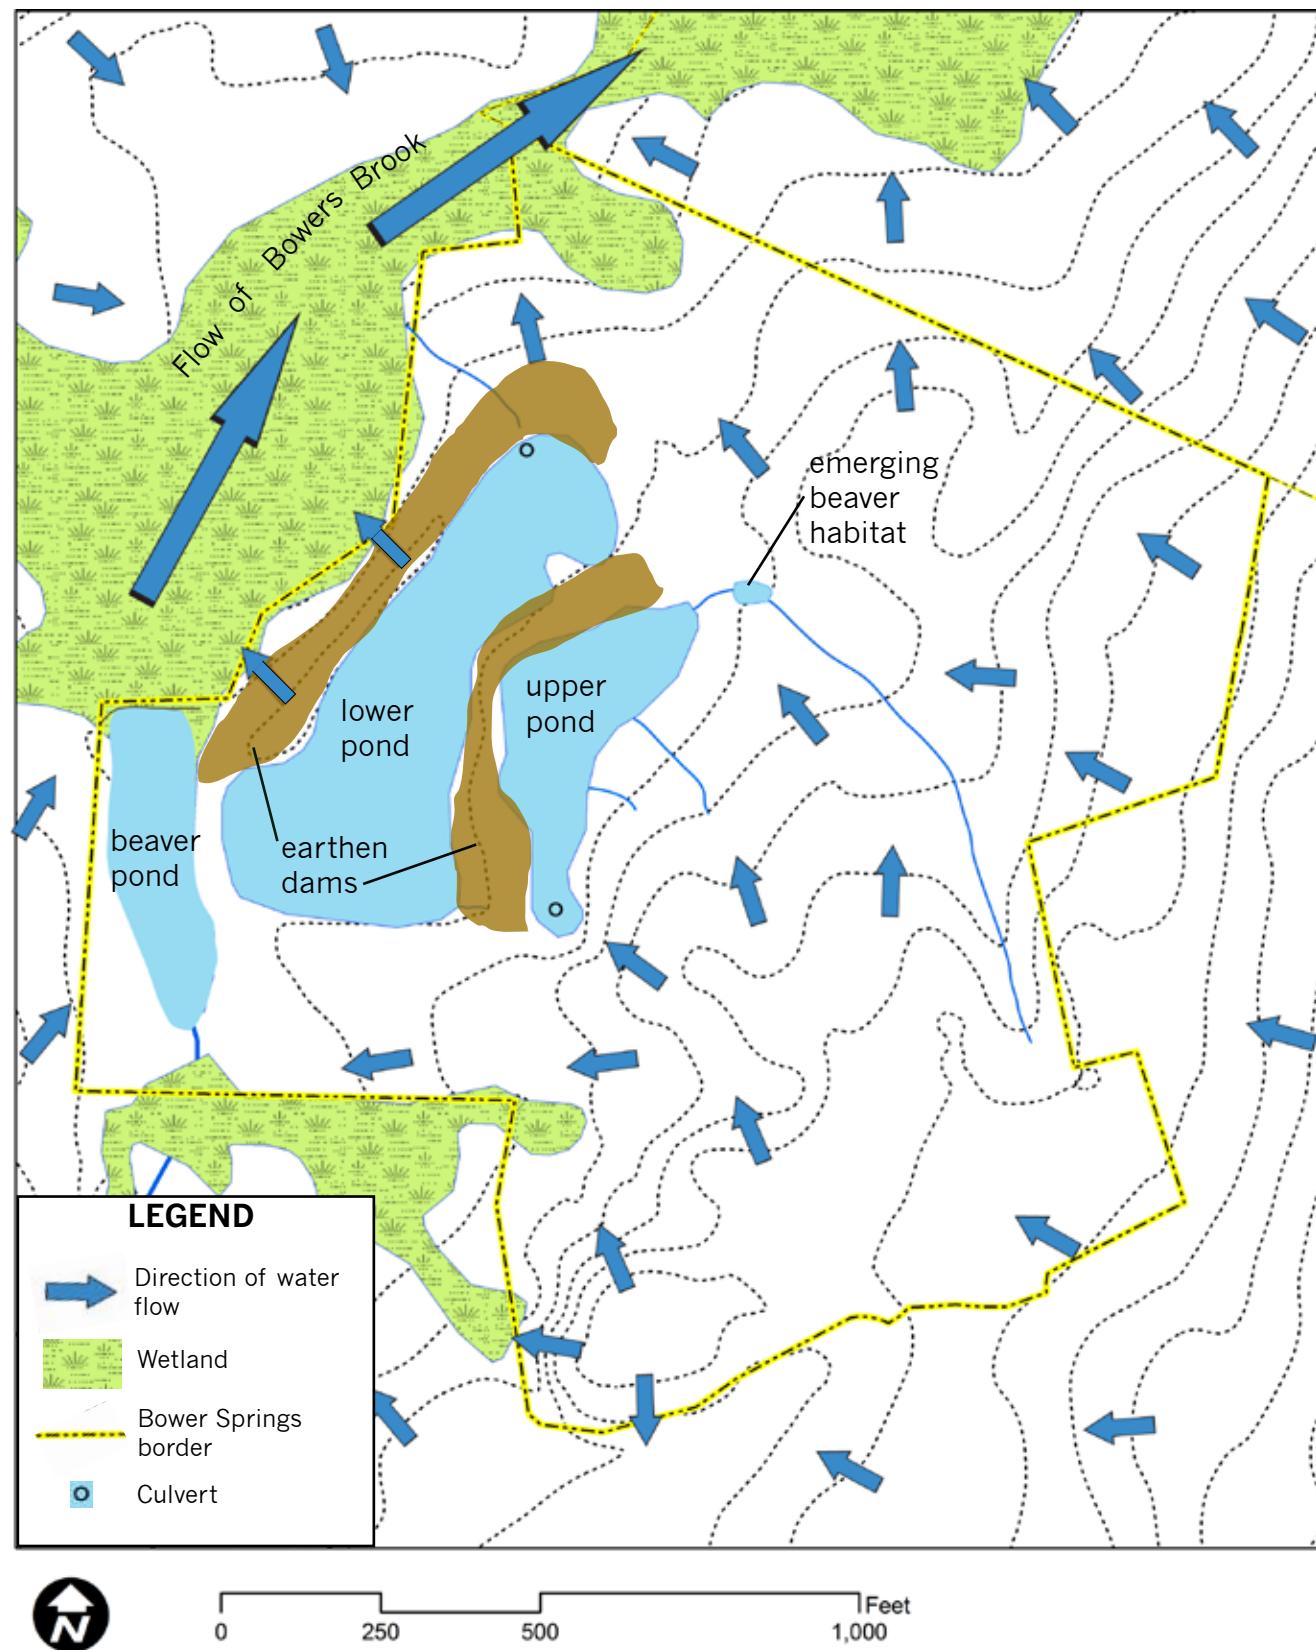 Flow of Bowers Brook
emerging
beaver
habitat
upper
pond
lower
pond
beaver
pond
earthen
dams
LEGEND
Direction of water
flow
Wetland
Bower Springs
border
Culvert
N
0 250 500 1,000 Feet